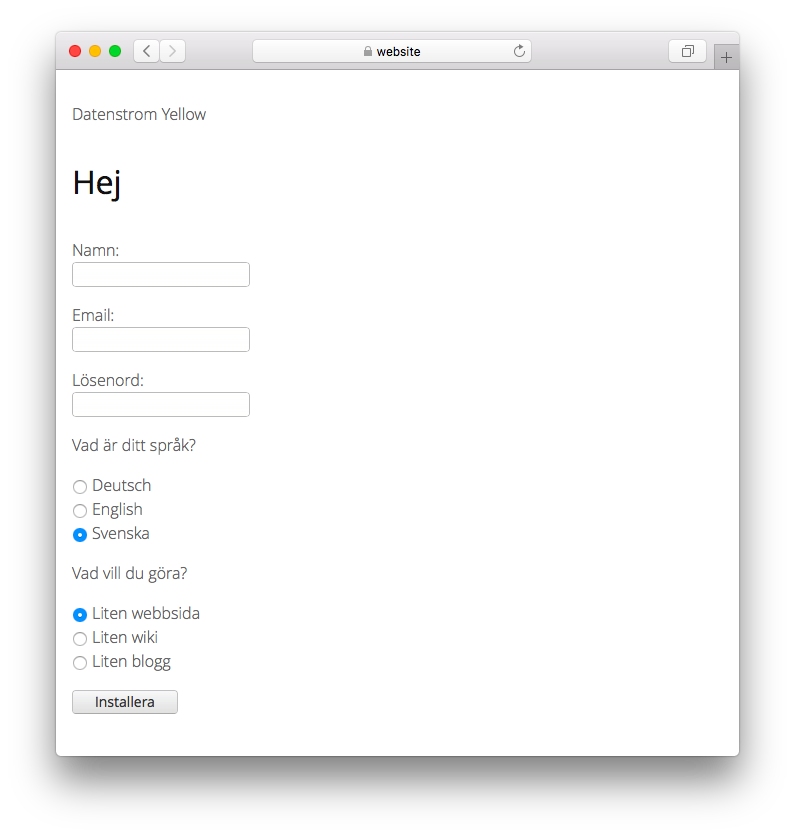 website
Datenstrom Yellow
Hej
Namn:
Email:
Lösenord:
Vad är ditt språk?
Deutsch
English
Svenska
Vad vill du göra?
Liten webbsida
Liten wiki
Liten blogg
Installera